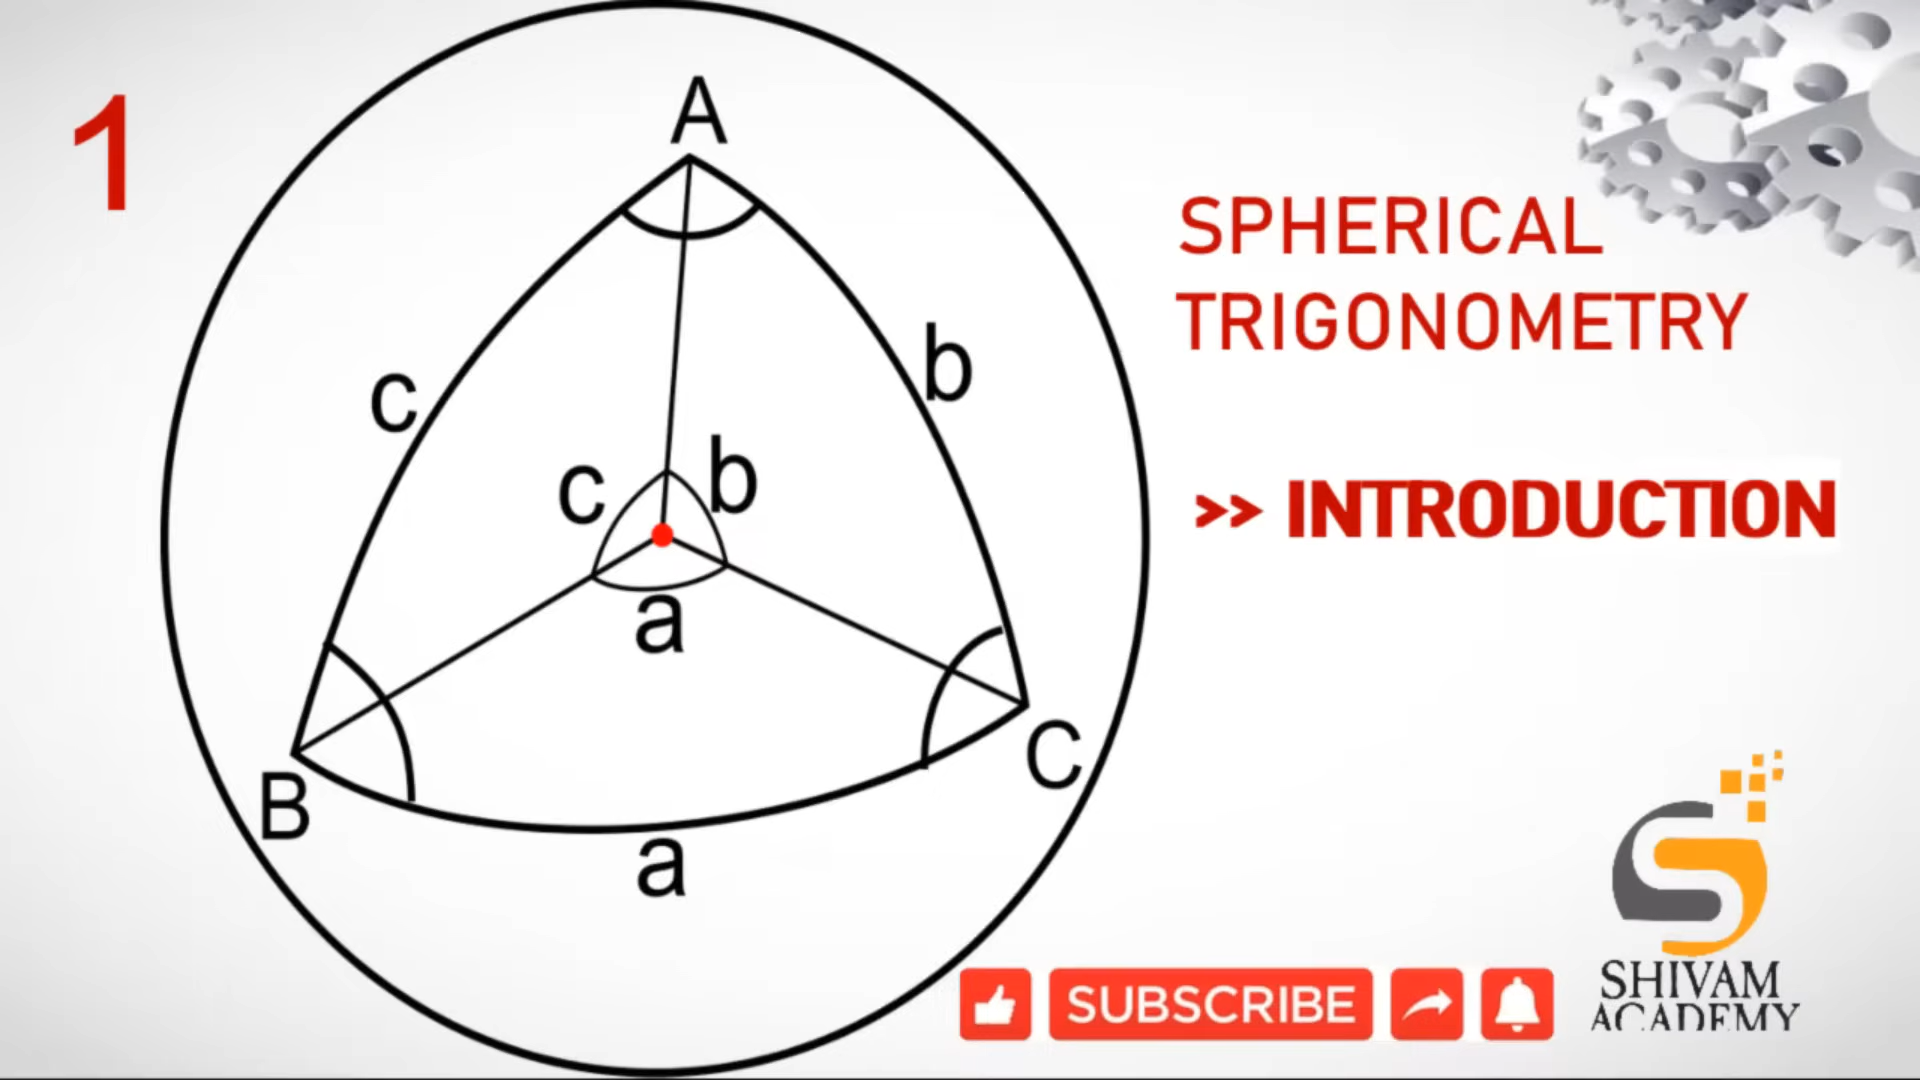 1
A
SPHERICAL
TRIGONOMETRY
c
b
c
b
>> INTRODUCTION
a
B
C
a
SUBSCRIBE
SHIVAM
ACADEMY